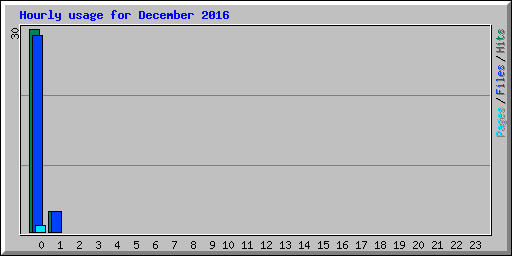 Hourly usage for December 2016
30
Pages/Files/Hits
0 1 2 3 4 5 6 7 8 9 10 11 12 13 14 15 16 17 18 19 20 21 22 23